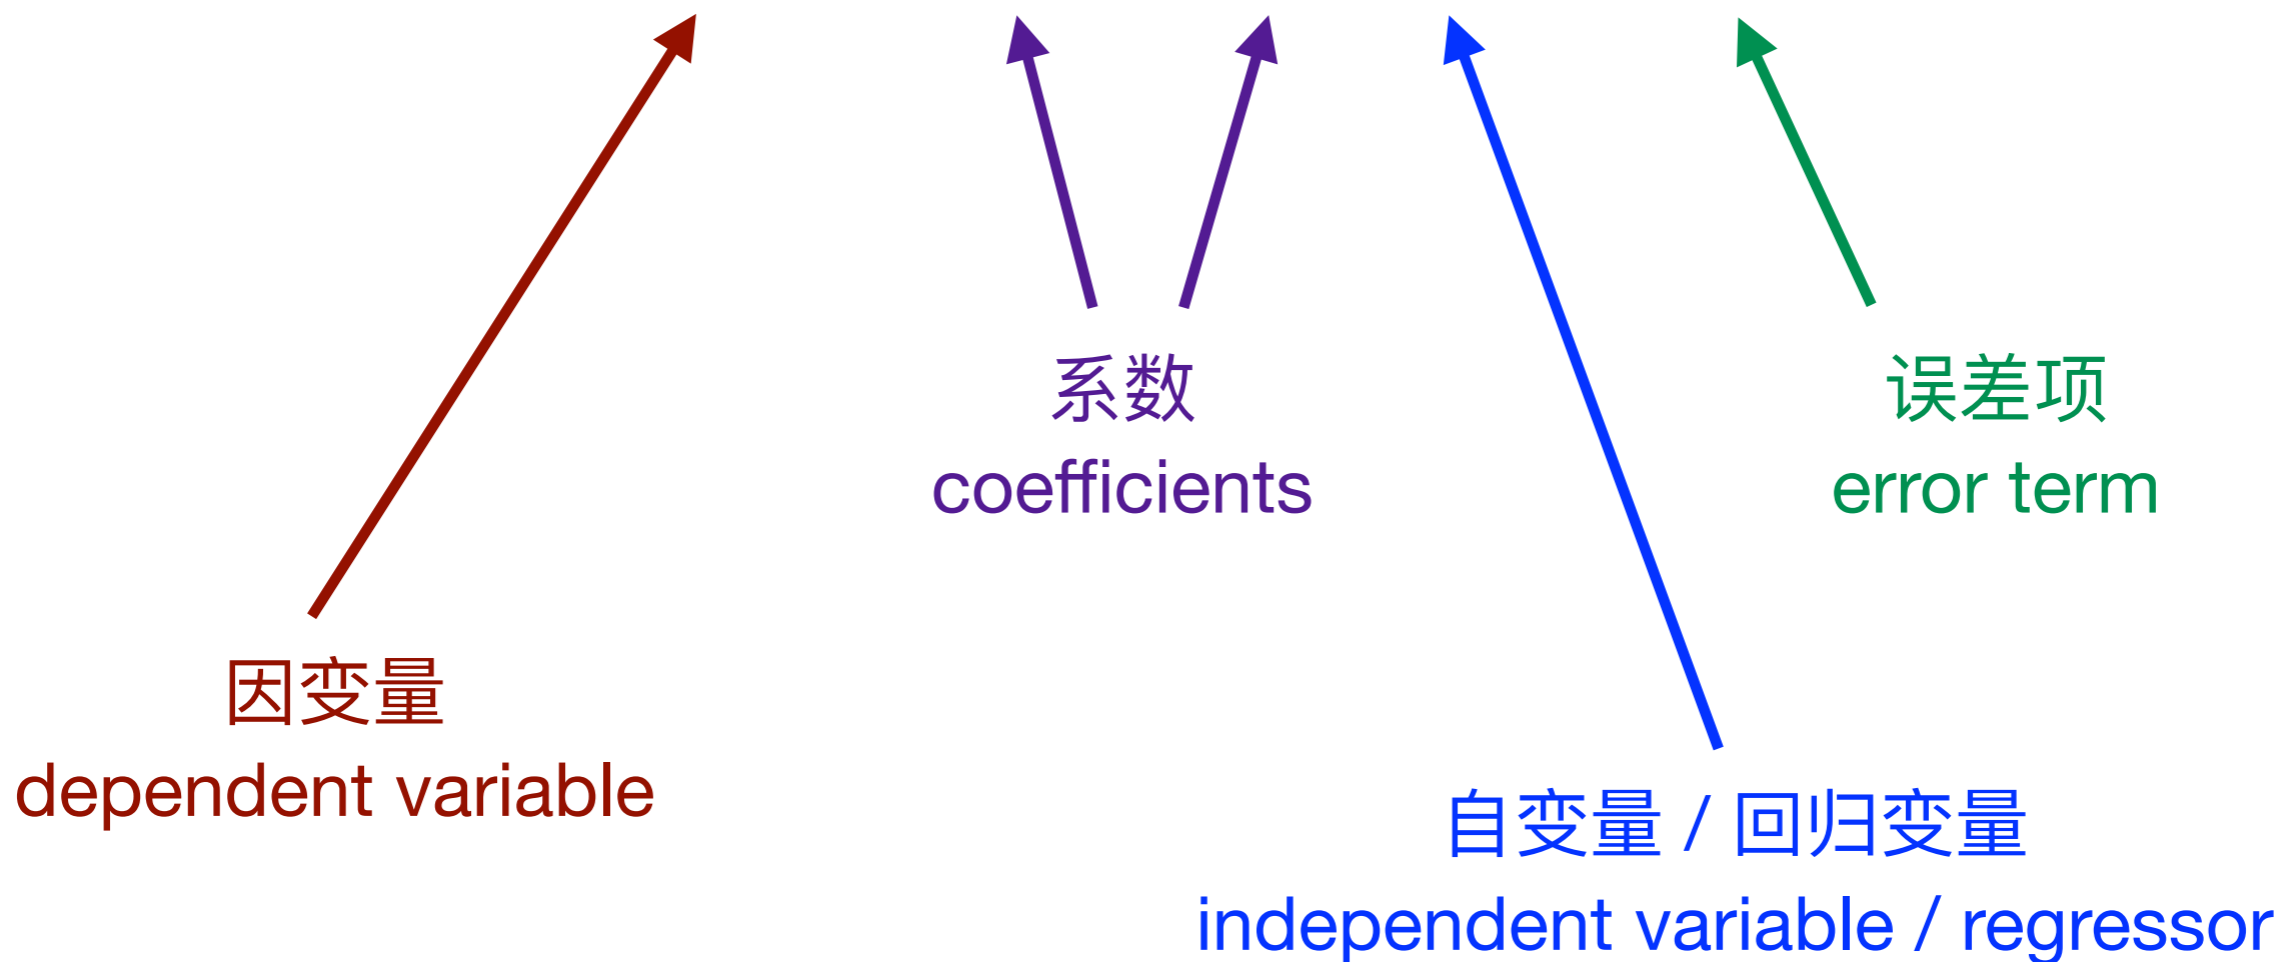 系数
coefficients
误差项
error term
因变量
dependent variable
自变量 / 回归变量
independent variable / regressor